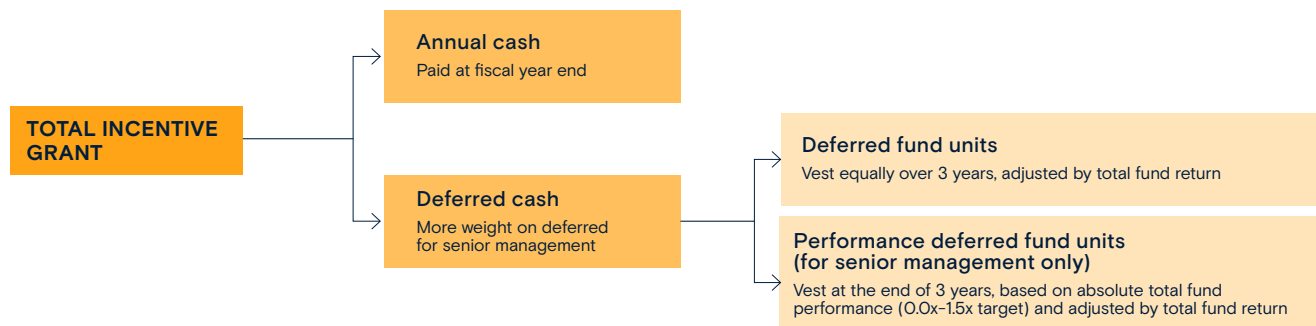 TOTAL INCENTIVE
GRANT
Annual cash
Paid at fiscal year end
Deferred cash
More weight on deferred
for senior management
Deferred fund units
Vest equally over 3 years, adjusted by total fund return
Performance deferred fund units
(for senior management only)
Vest at the end of 3 years, based on absolute total fund
performance (0.0x–1.5x target) and adjusted by total fund return